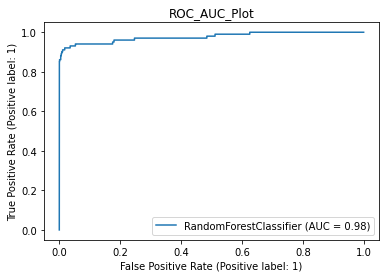 ROC_AUC_Plot
True Positive Rate (Positive label: 1)
1.0
0.8
0.6
0.4
0.2
0.0
RandomForestClassifier (AUC = 0.98)
0.0 0.2 0.4 0.6 0.8 1.0
False Positive Rate (Positive label: 1)